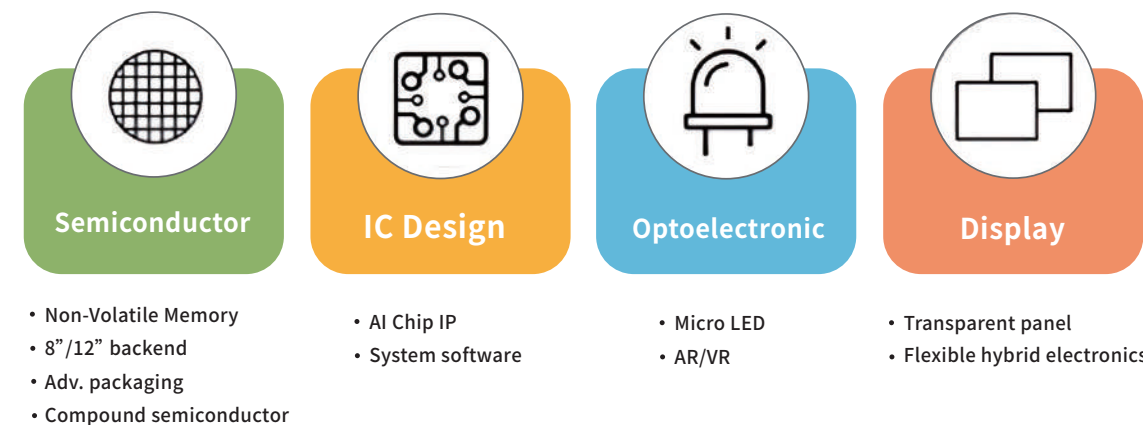 Semiconductor
• Non-Volatile Memory
• 8”/12” backend
• Adv. packaging
• Compound semiconductor
IC Design
• AI Chip IP
• System software
Optoelectronic
• Micro LED
• AR/VR
Display
• Transparent panel
• Flexible hybrid electronics